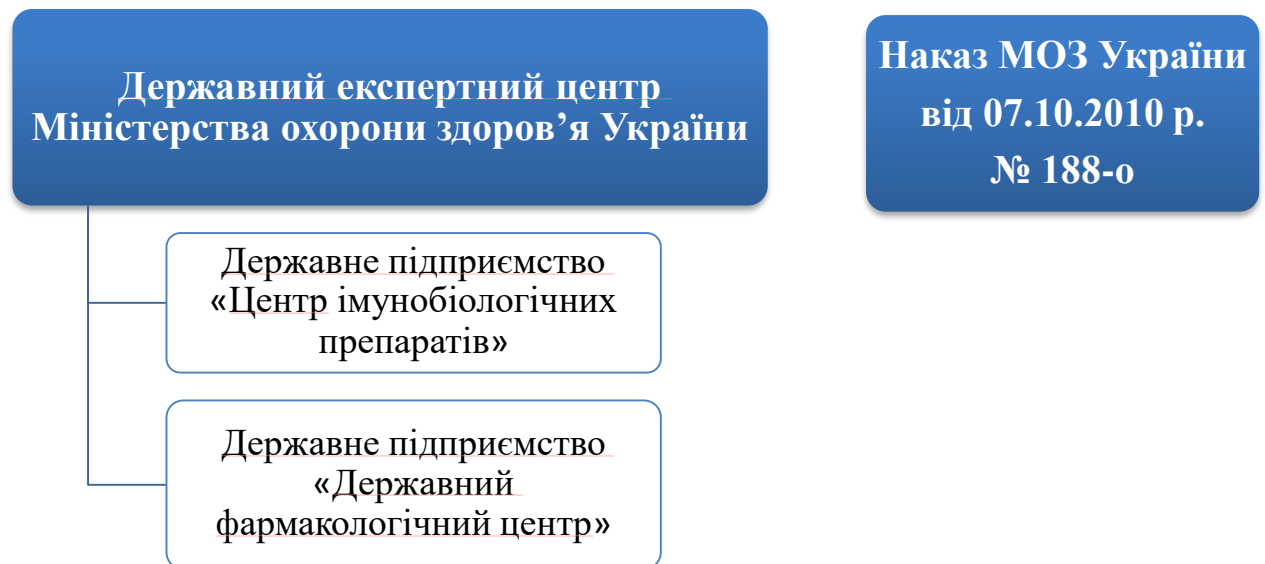 Державний експертний центр
Міністерства охорони здоров’я України
Наказ МОЗ України
від 07.10.2010 р.
№ 188-о
Державне підприємство
«Центр імунобіологічних
препаратів»
Державне підприємство
«Державний
фармакологічний центр»